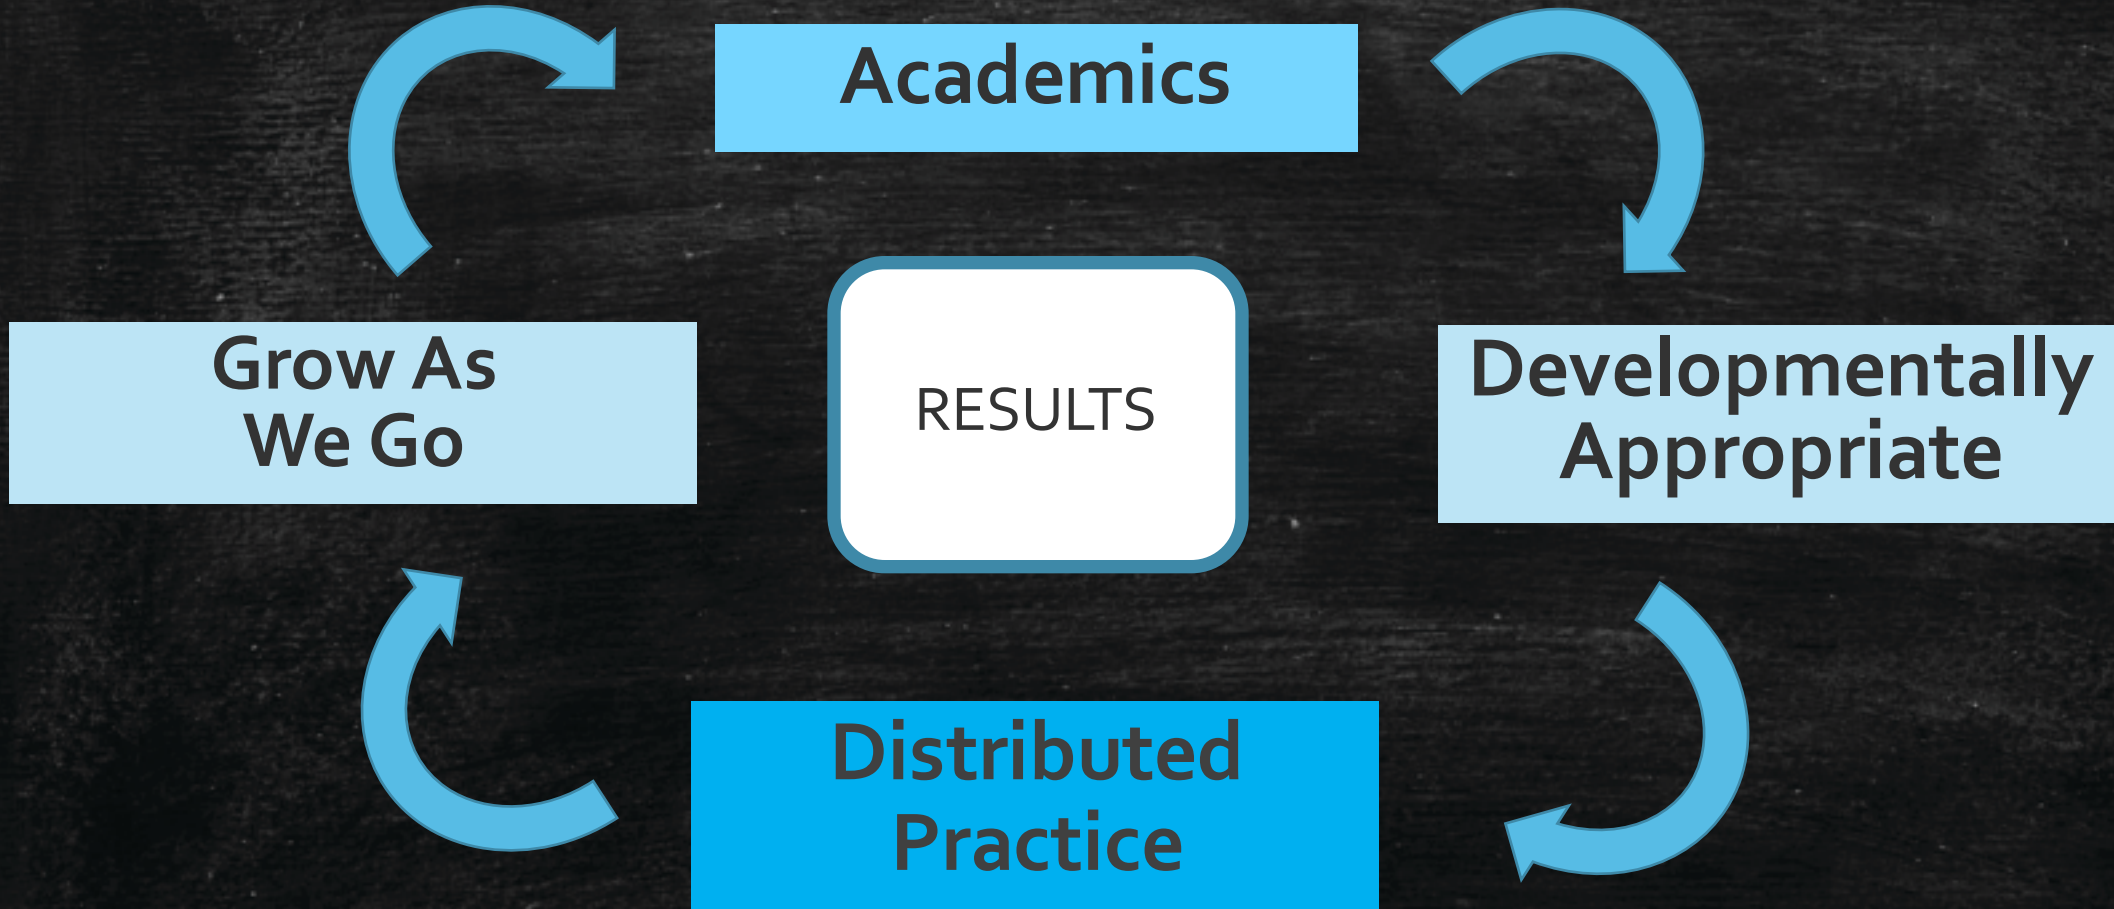 Academics
Grow As
We Go
RESULTS
Developmentally
Appropriate
Distributed
Practice